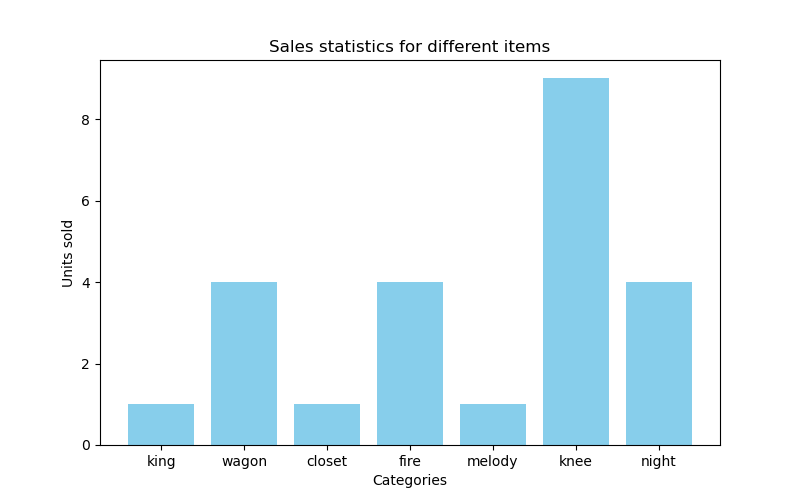 Sales statistics for different items
Units sold
8
6
4
2
0
king wagon closet fire melody knee night
Categories